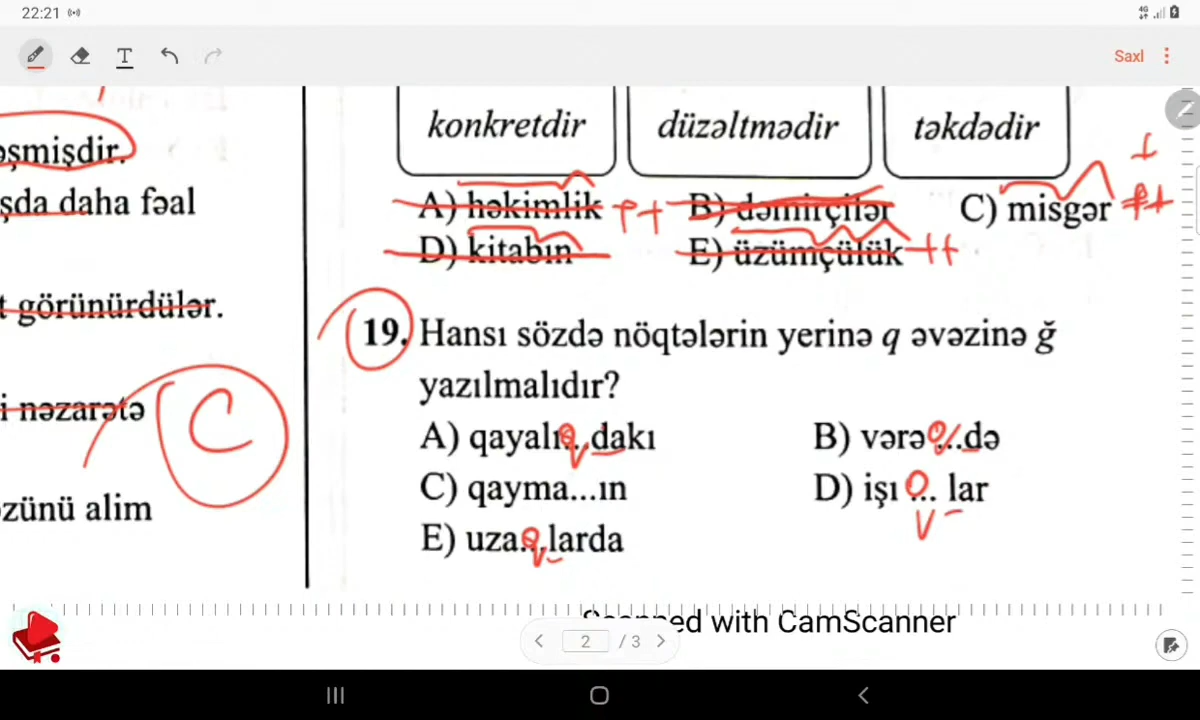 22:21
4G
Saxl
əşmişdir.
şda daha fəal
t görünürdülər.
i nəzarətə
C
zünü alim
konkretdir düzəltmədir təkdədir
A) həkimlik B) dəmirçilər C) misgər
D) kitabın E) üzümçülük
19. Hansı sözdə nöqtələrin yerinə q əvəzinə ğ
yazılmalıdır?
A) qayalı...dakı B) vərə...də
C) qayma...ın D) işı ... lar
E) uza...larda
Scanned with CamScanner
2 / 3